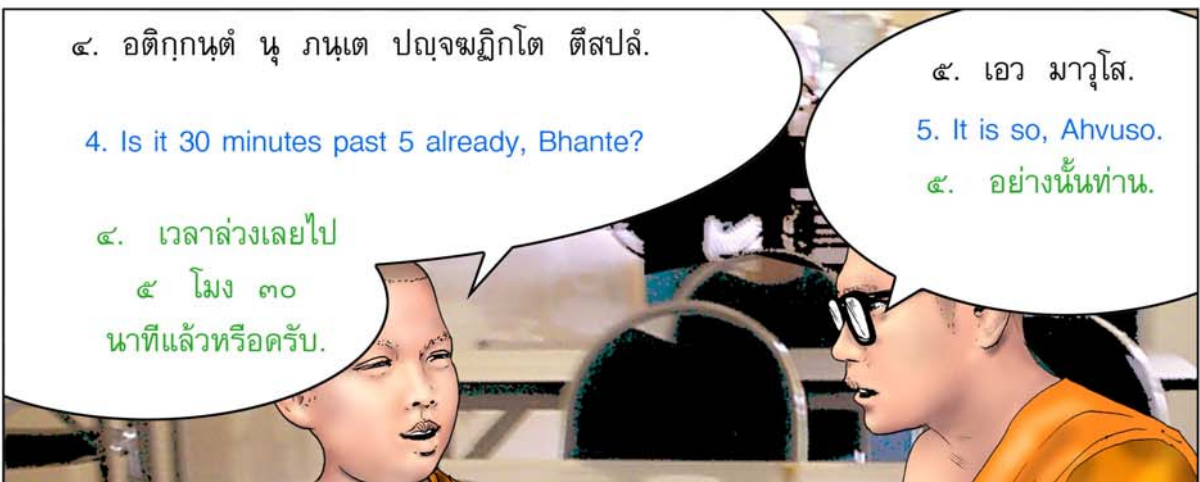 ๔. อติกฺกนฺตํ นุ ภนฺเต ปญฺจฆฏิกโต ตึสปลํ.
4. Is it 30 minutes past 5 already, Bhante?
๔. เวลาล่วงเลยไป
๕ โมง ๓๐
นาทีแล้วหรือครับ.
๕. เอว มาวุโส.
5. It is so, Ahvuso.
๕. อย่างนั้นท่าน.